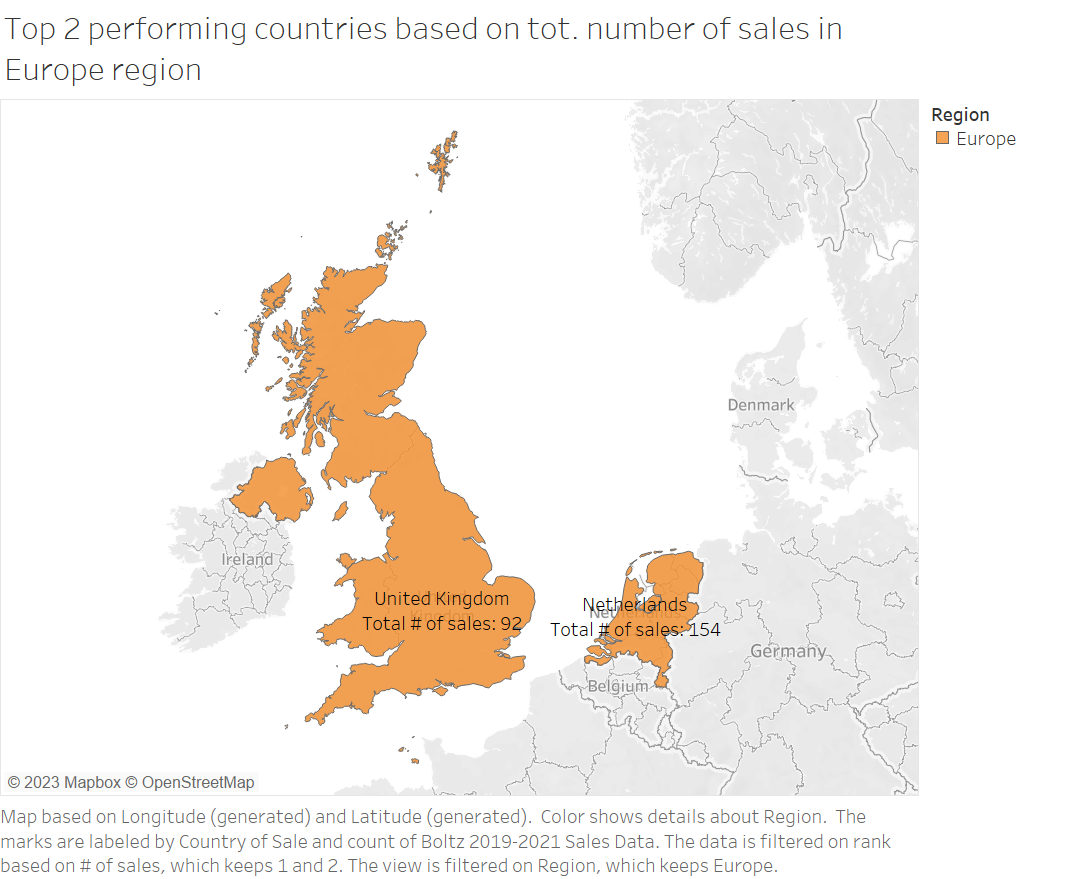 Top 2 performing countries based on tot. number of sales in
Europe region
Region
Europe
Denmark
Ireland
United Kingdom
Kingdom
Total # of sales: 92
Netherlands
Netherlands
Total # of sales: 154
Germany
Belgium
© 2023 Mapbox © OpenStreetMap
Map based on Longitude (generated) and Latitude (generated).  Color shows details about Region.  The
marks are labeled by Country of Sale and count of Boltz 2019-2021 Sales Data. The data is filtered on rank
based on # of sales, which keeps 1 and 2. The view is filtered on Region, which keeps Europe.